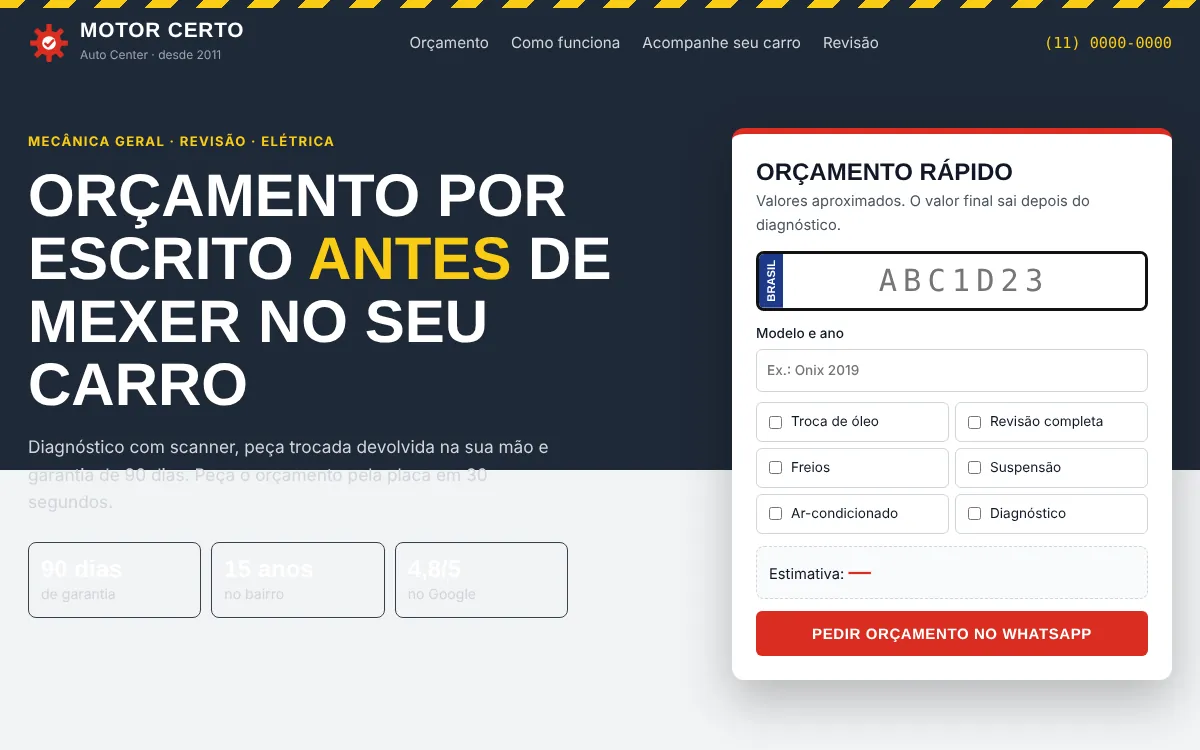 MOTOR CERTO
Auto Center · desde 2011
Orçamento
Como funciona
Acompanhe seu carro
Revisão
(11) 0000-0000
MECÂNICA GERAL · REVISÃO · ELÉTRICA
ORÇAMENTO POR
ESCRITO ANTES DE
MEXER NO SEU
CARRO
Diagnóstico com scanner, peça trocada devolvida na sua mão e
garantia de 90 dias. Peça o orçamento pela placa em 30
segundos.
90 dias
de garantia
15 anos
no bairro
4,8/5
no Google
ORÇAMENTO RÁPIDO
Valores aproximados. O valor final sai depois do
diagnóstico.
BRASIL
ABC1D23
Modelo e ano
Ex.: Onix 2019
Troca de óleo
Revisão completa
Freios
Suspensão
Ar-condicionado
Diagnóstico
Estimativa: —
PEDIR ORÇAMENTO NO WHATSAPP